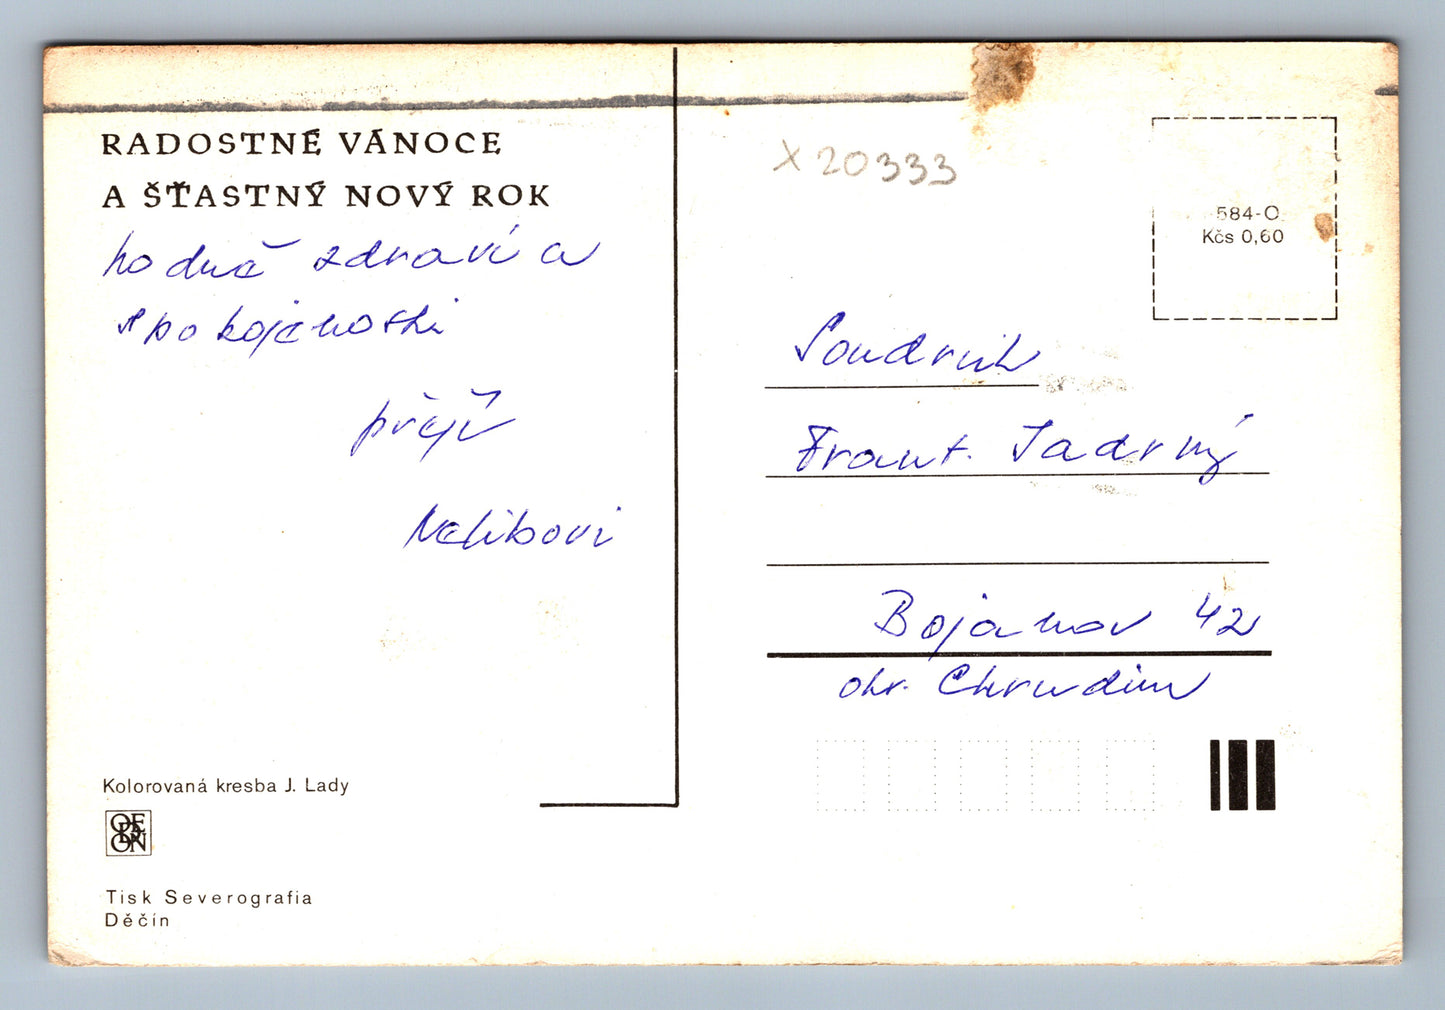 RADOSTNÉ VÁNOCE
A ŠŤASTNÝ NOVÝ ROK
hodně zdraví a
spokojenosti
přejí
Nelibovi
Kolorovaná kresba J. Lady
ODEON
Tisk Severografia
Děčín
X 20333
584-O
Kčs 0,60
Soudruh
Frant. Jadrný
Bojanov 42
okr. Chrudim